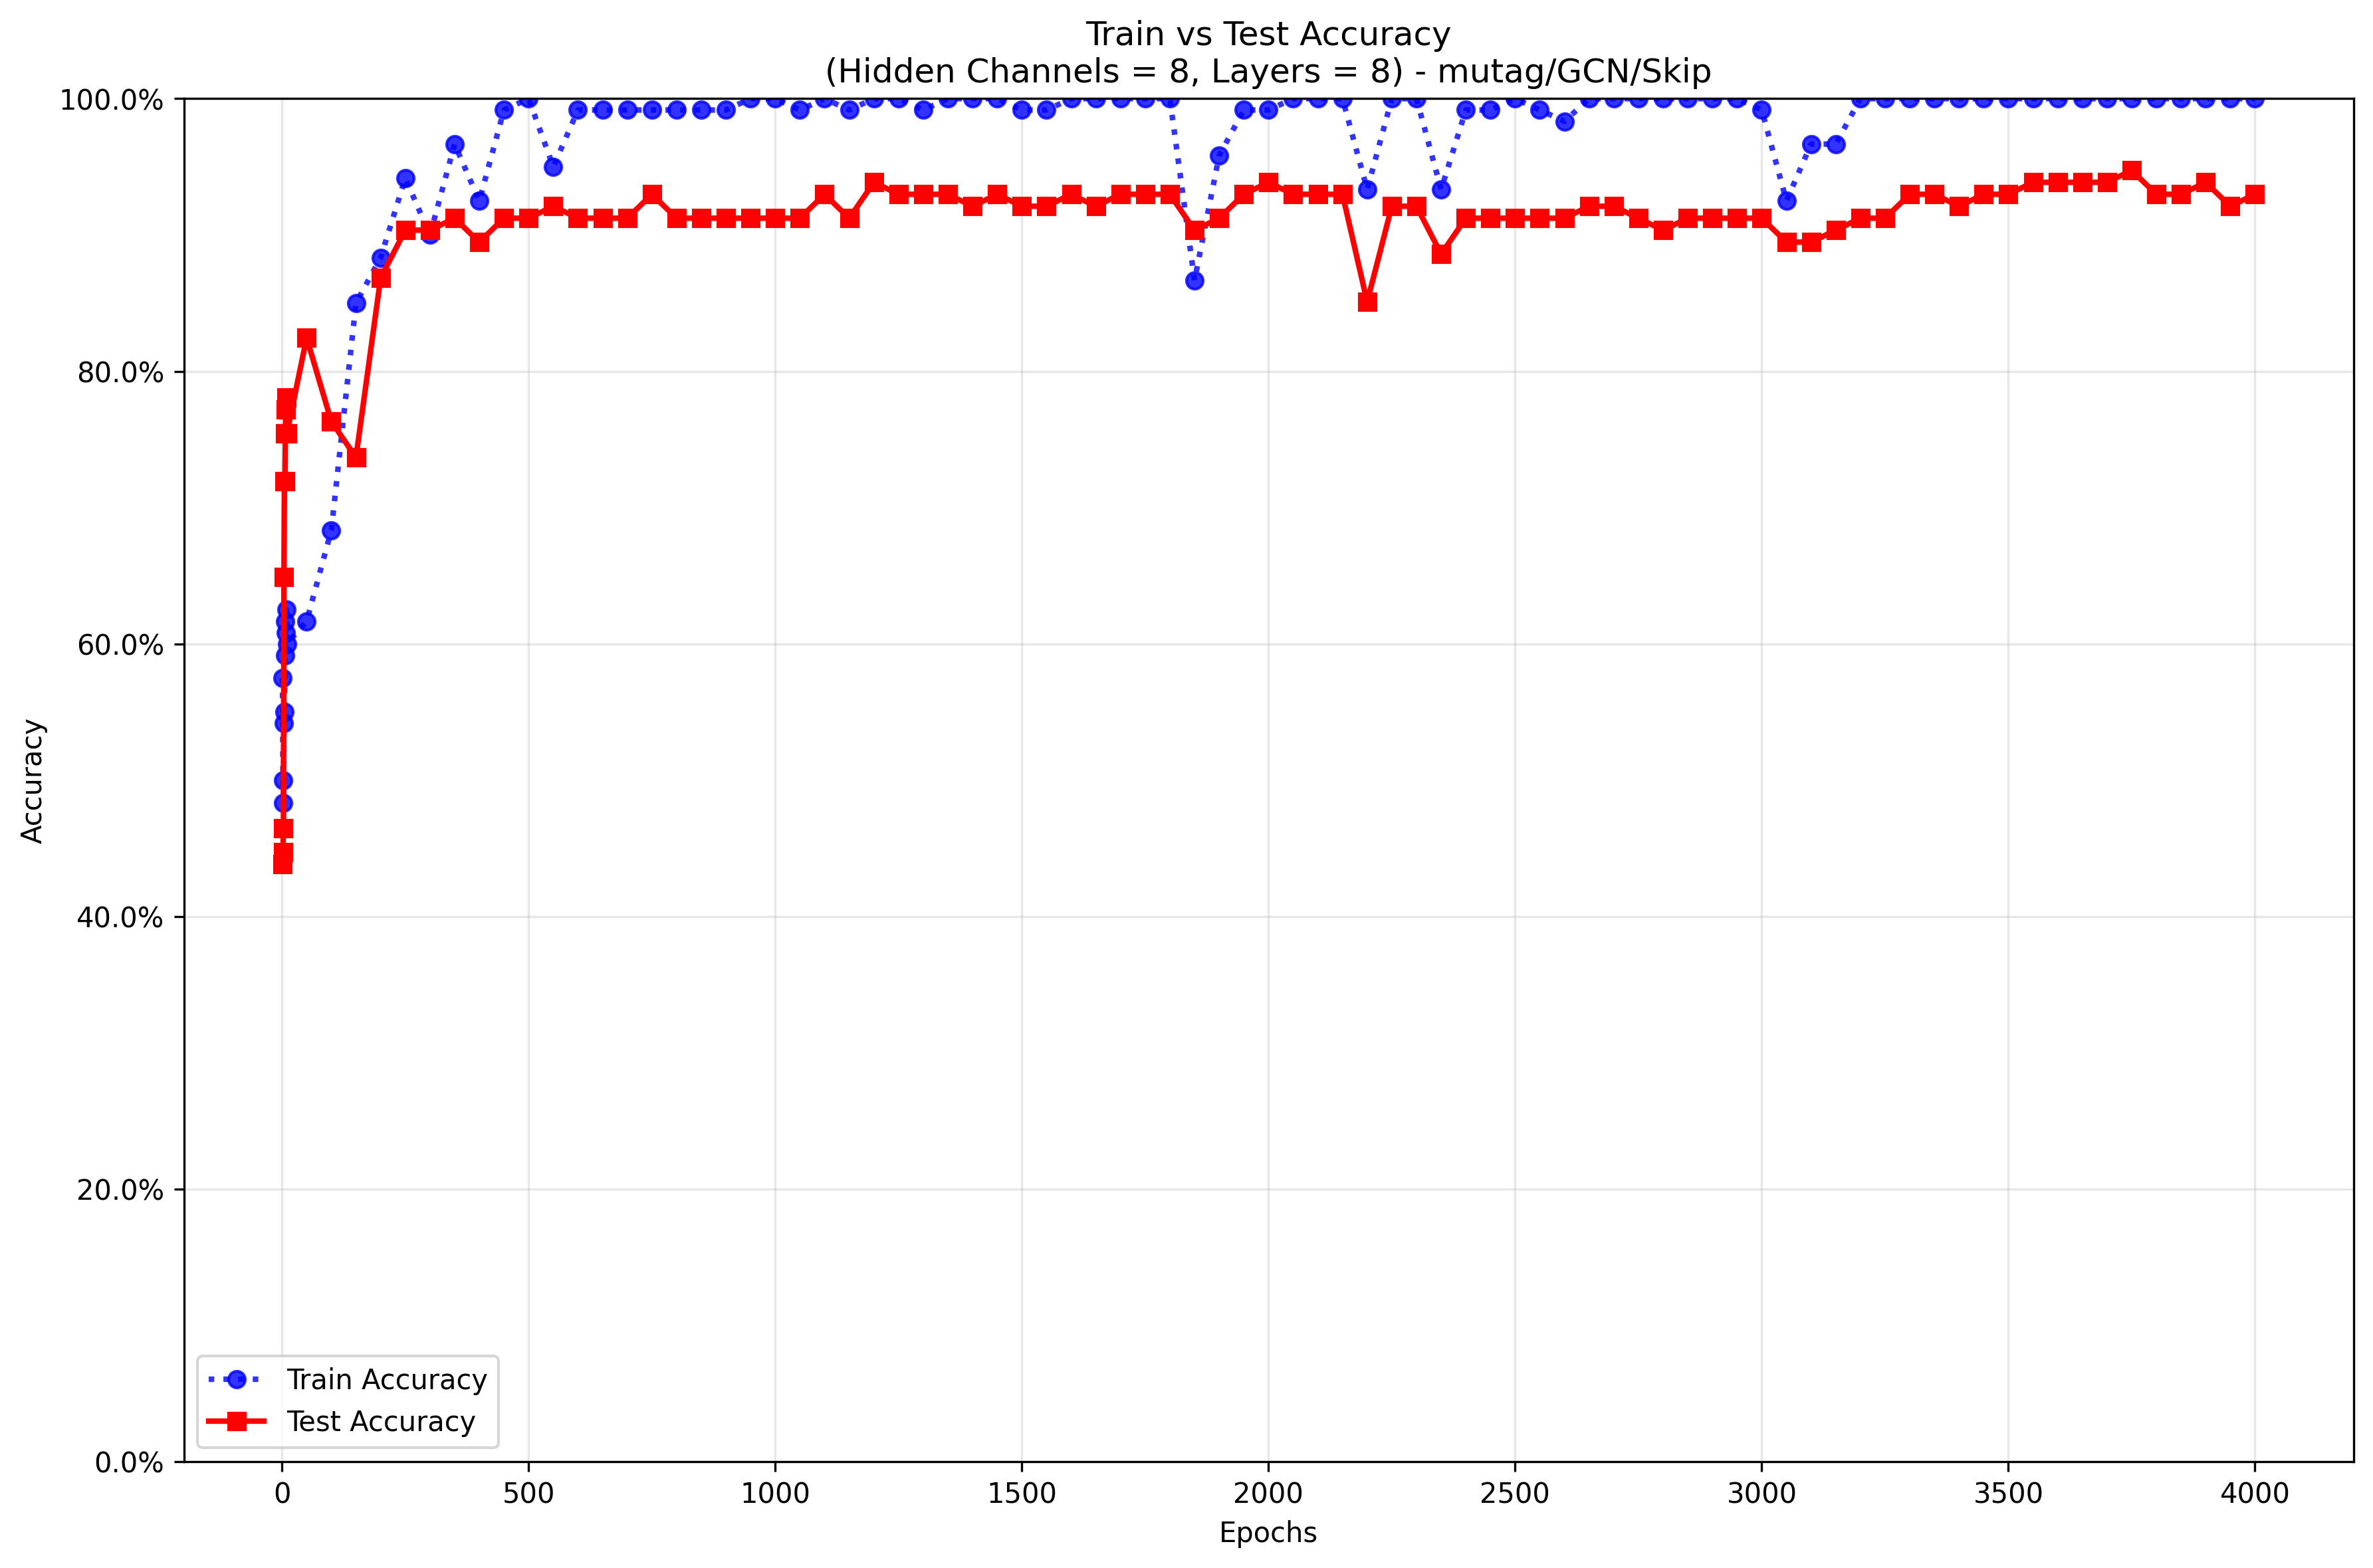 Train vs Test Accuracy
(Hidden Channels = 8, Layers = 8) - mutag/GCN/Skip
100.0%
80.0%
60.0%
40.0%
20.0%
0.0%
Accuracy
Train Accuracy
Test Accuracy
0 500 1000 1500 2000 2500 3000 3500 4000
Epochs